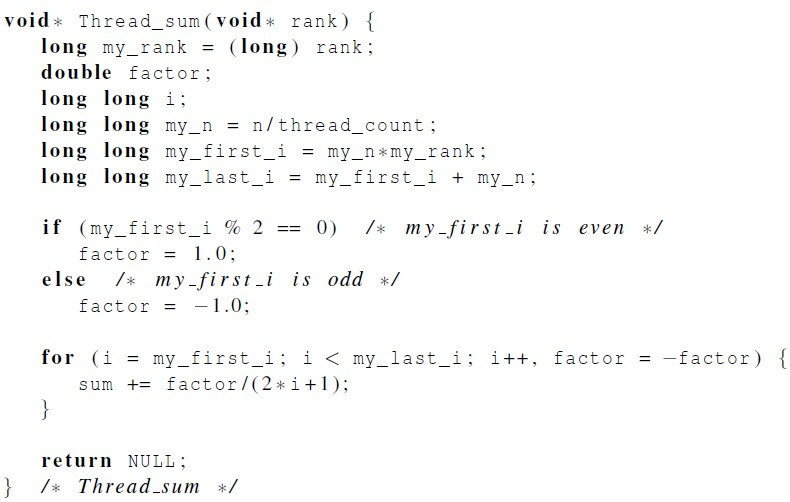 void* Thread_sum(void* rank) {
   long my_rank = (long) rank;
   double factor;
   long long i;
   long long my_n = n/thread_count;
   long long my_first_i = my_n*my_rank;
   long long my_last_i = my_first_i + my_n;

   if (my_first_i % 2 == 0)  /* my_first_i is even */
      factor = 1.0;
   else  /* my_first_i is odd */
      factor = −1.0;

   for (i = my_first_i; i < my_last_i; i++, factor = −factor) {
      sum += factor/(2*i+1);
   }

   return NULL;
}  /* Thread_sum */